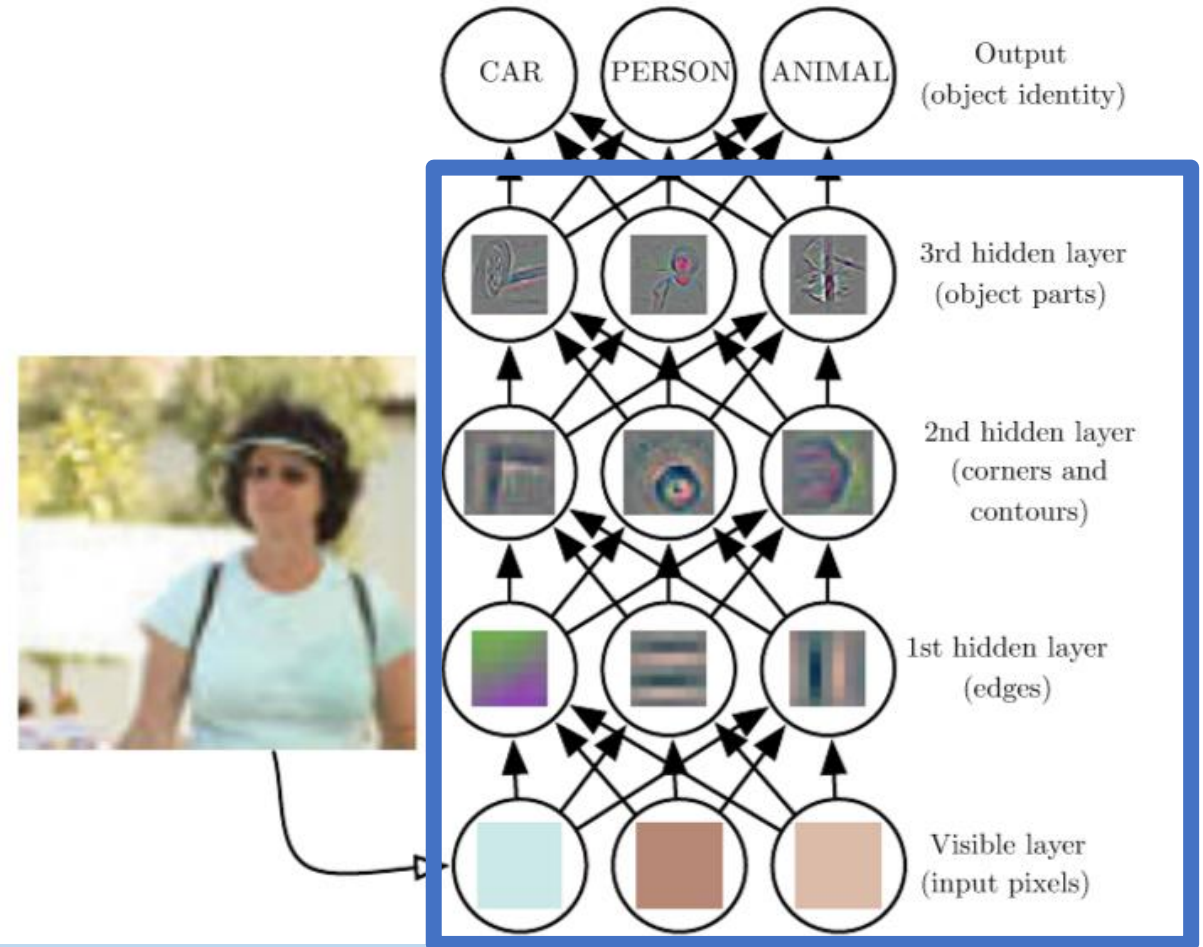 CAR PERSON ANIMAL
Output
(object identity)
3rd hidden layer
(object parts)
2nd hidden layer
(corners and
contours)
1st hidden layer
(edges)
Visible layer
(input pixels)